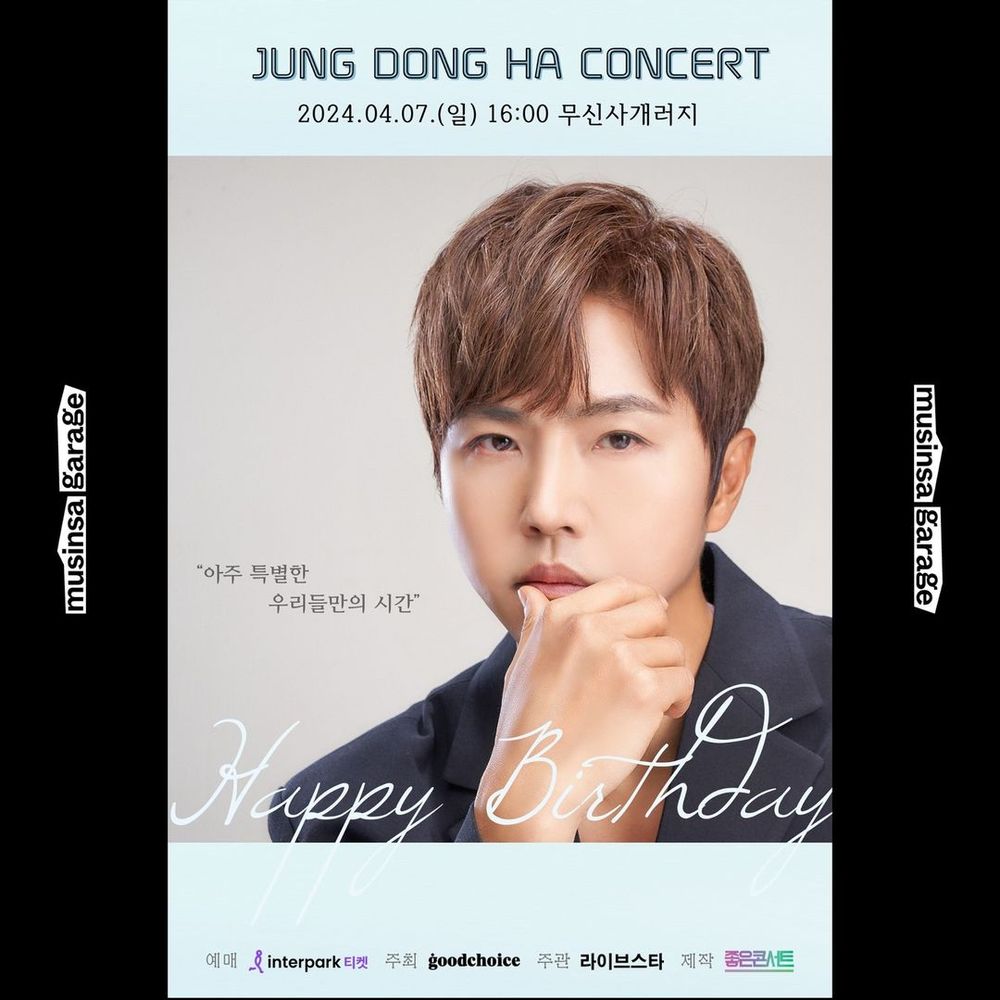 JUNG DONG HA CONCERT
2024.04.07.(일) 16:00 무신사개러지
musinsa garage
musinsa garage
“아주 특별한
우리들만의 시간”
Happy Birthday
예매 interpark 티켓 주최 goodchoice 주관 라이브스타 제작 좋은콘서트